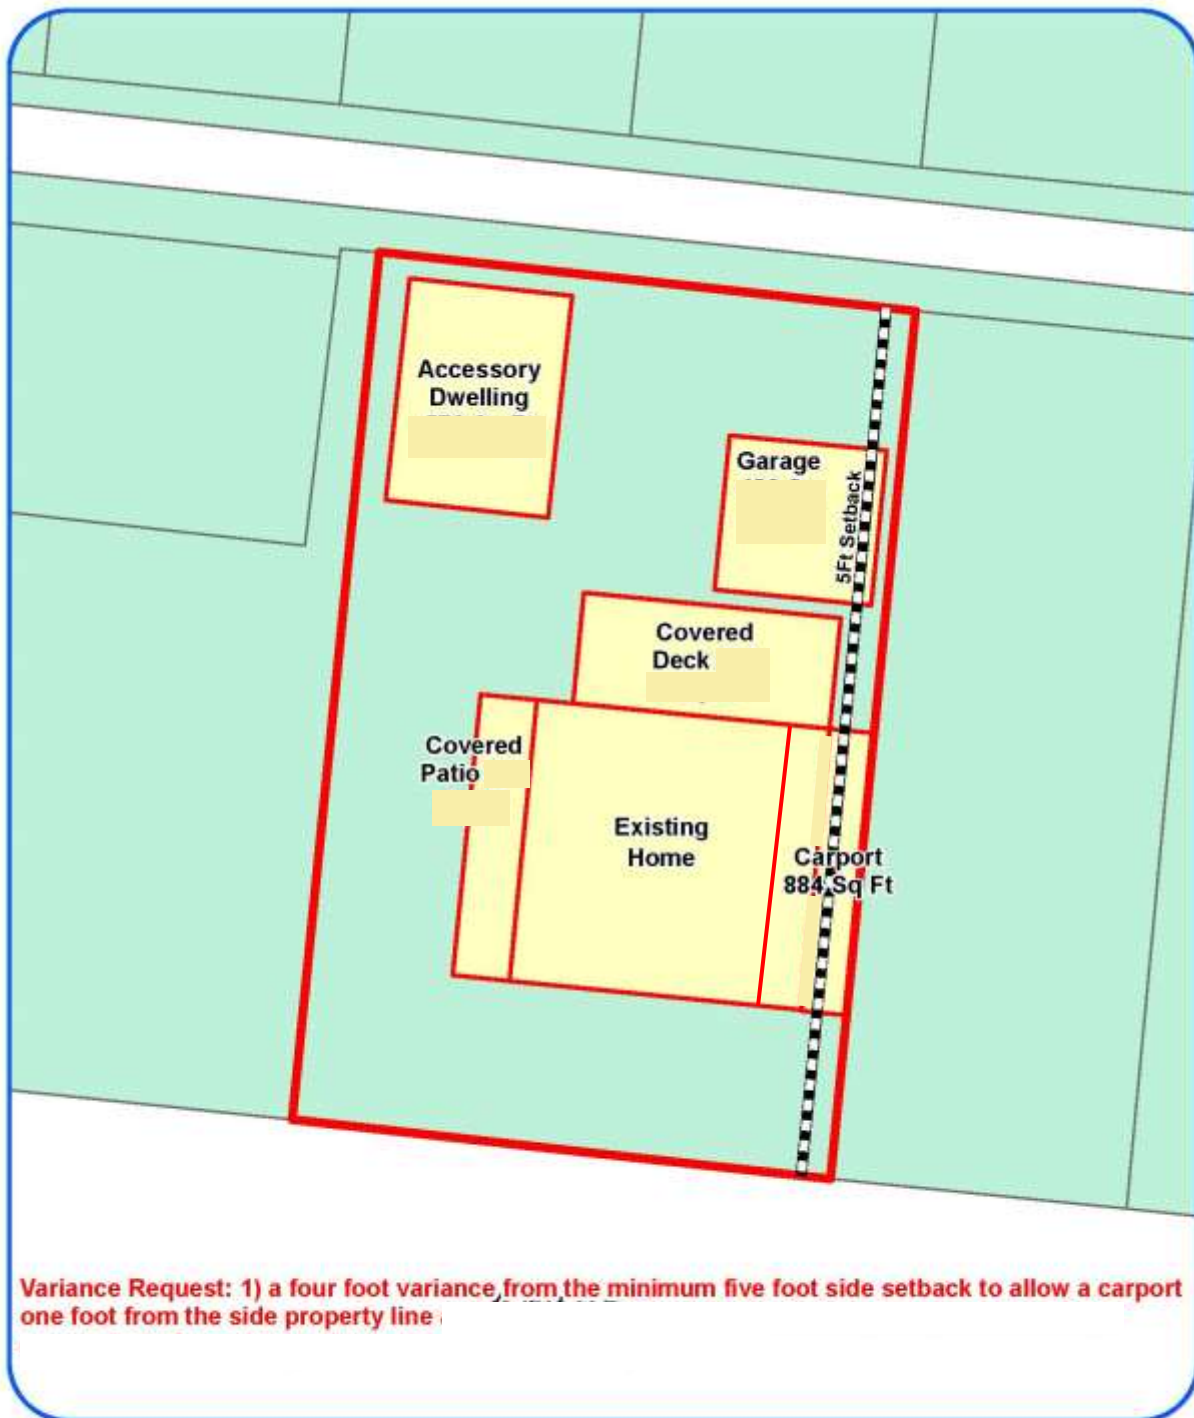 Accessory
Dwelling
Garage
5Ft Setback
Covered
Deck
Covered
Patio
Existing
Home
Carport
884 Sq Ft
Variance Request: 1) a four foot variance from the minimum five foot side setback to allow a carport
one foot from the side property line